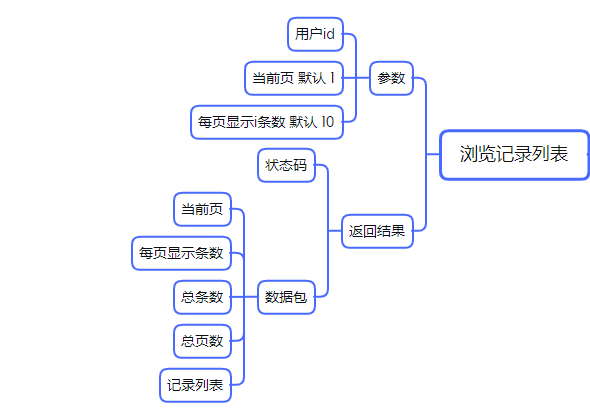 用户id
当前页 默认 1
参数
每页显示i条数 默认 10
浏览记录列表
状态码
当前页
返回结果
每页显示条数
总条数
数据包
总页数
记录列表